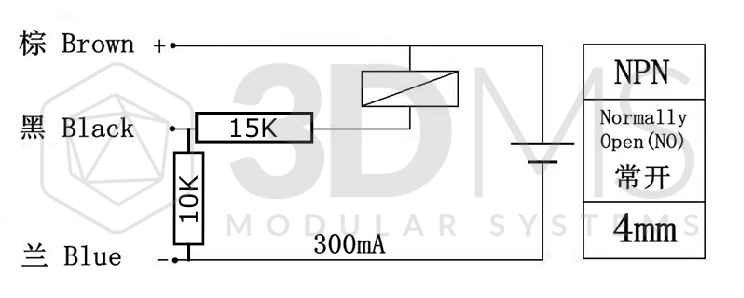 棕 Brown +
黑 Black
15K
10K
兰 Blue -
300mA
NPN
Normally
Open(NO)
常开
4mm
3DMS
MODULAR SYSTEMS